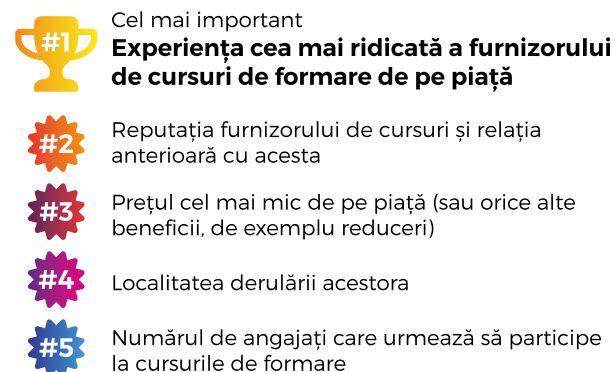 #1
Cel mai important
Experiența cea mai ridicată a furnizorului
de cursuri de formare de pe piață
#2
Reputația furnizorului de cursuri și relația
anterioară cu acesta
#3
Prețul cel mai mic de pe piață (sau orice alte
beneficii, de exemplu reduceri)
#4
Localitatea derulării acestora
#5
Numărul de angajați care urmează să participe
la cursurile de formare